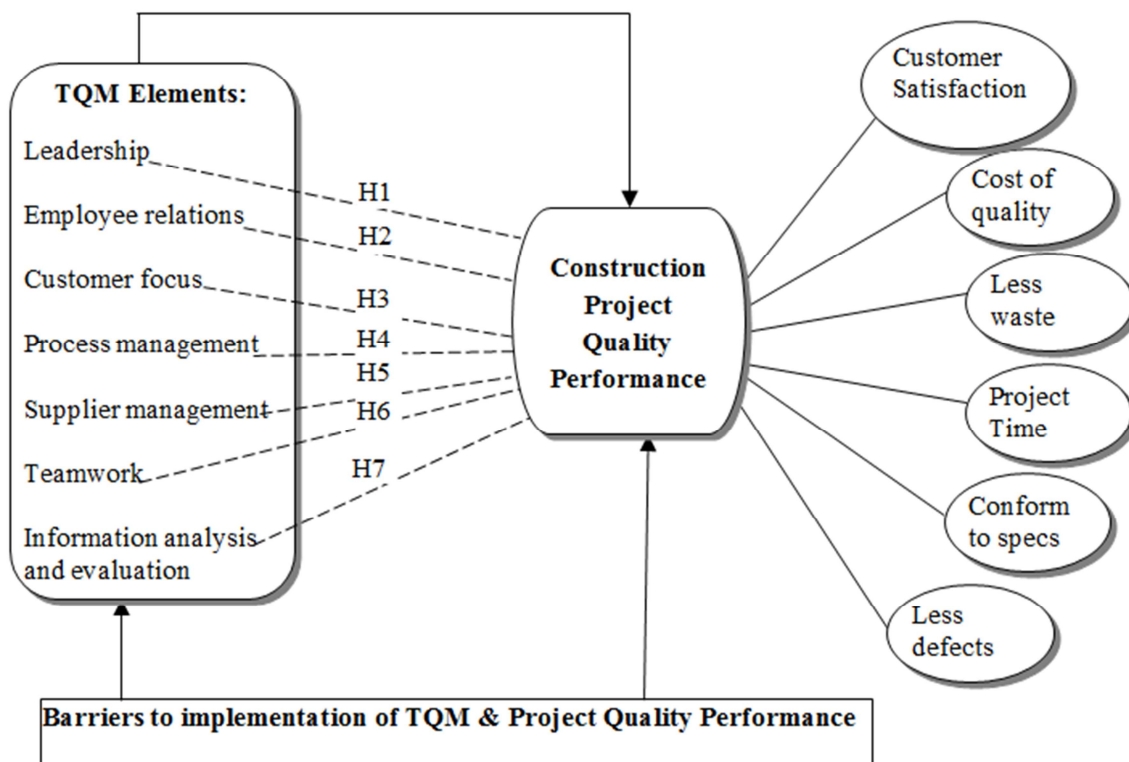 TQM Elements:
Leadership
Employee relations
Customer focus
Process management
Supplier management
Teamwork
Information analysis
and evaluation
H1
H2
H3
H4
H5
H6
H7
Construction
Project
Quality
Performance
Customer
Satisfaction
Cost of
quality
Less
waste
Project
Time
Conform
to specs
Less
defects
Barriers to implementation of TQM & Project Quality Performance